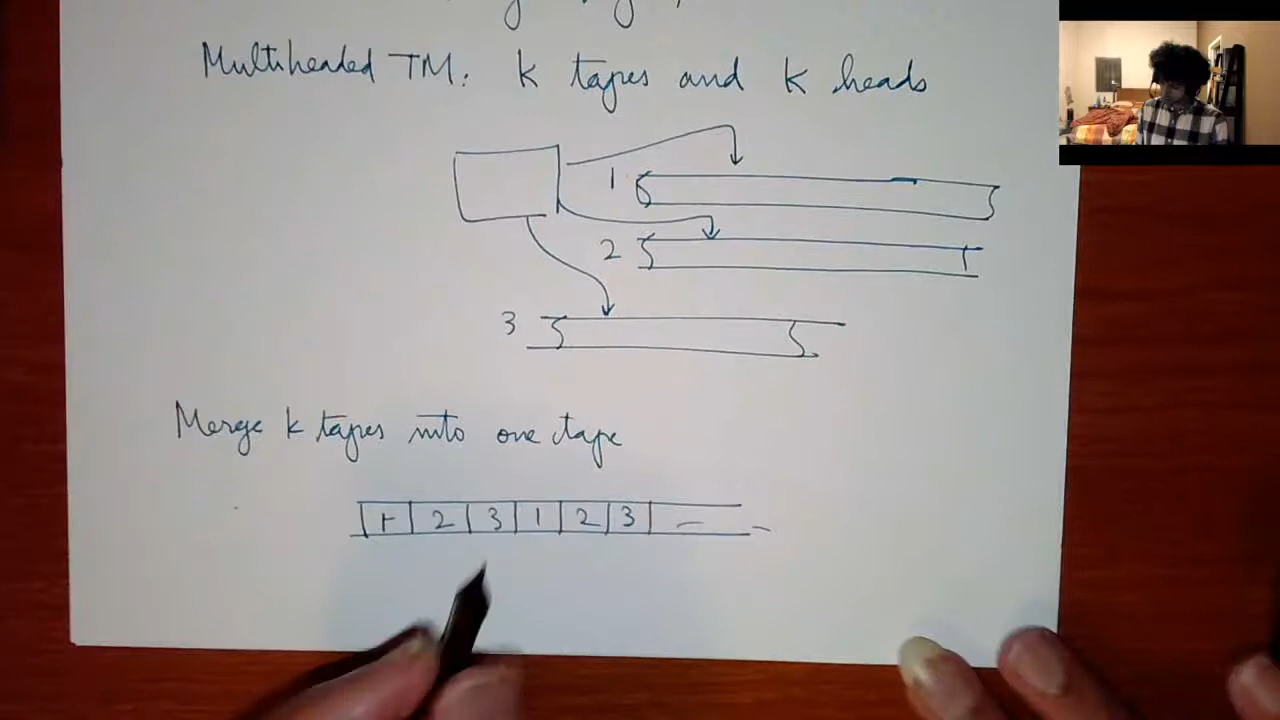 Multiheaded TM: k tapes and k heads
1
2
3
Merge k tapes into one tape
1 2 3 1 2 3